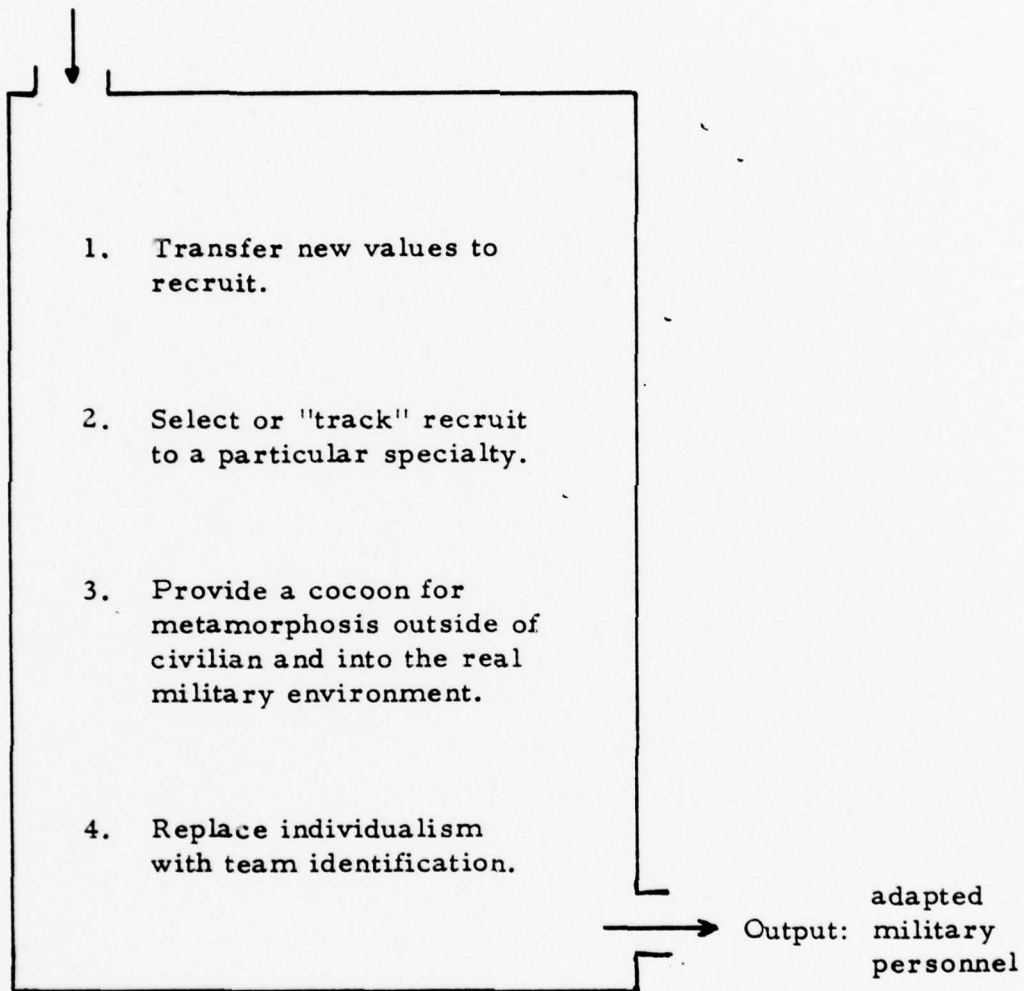 1. Transfer new values to
recruit.
2. Select or "track" recruit
to a particular specialty.
3. Provide a cocoon for
metamorphosis outside of
civilian and into the real
military environment.
4. Replace individualism
with team identification.
adapted
Output: military
personnel